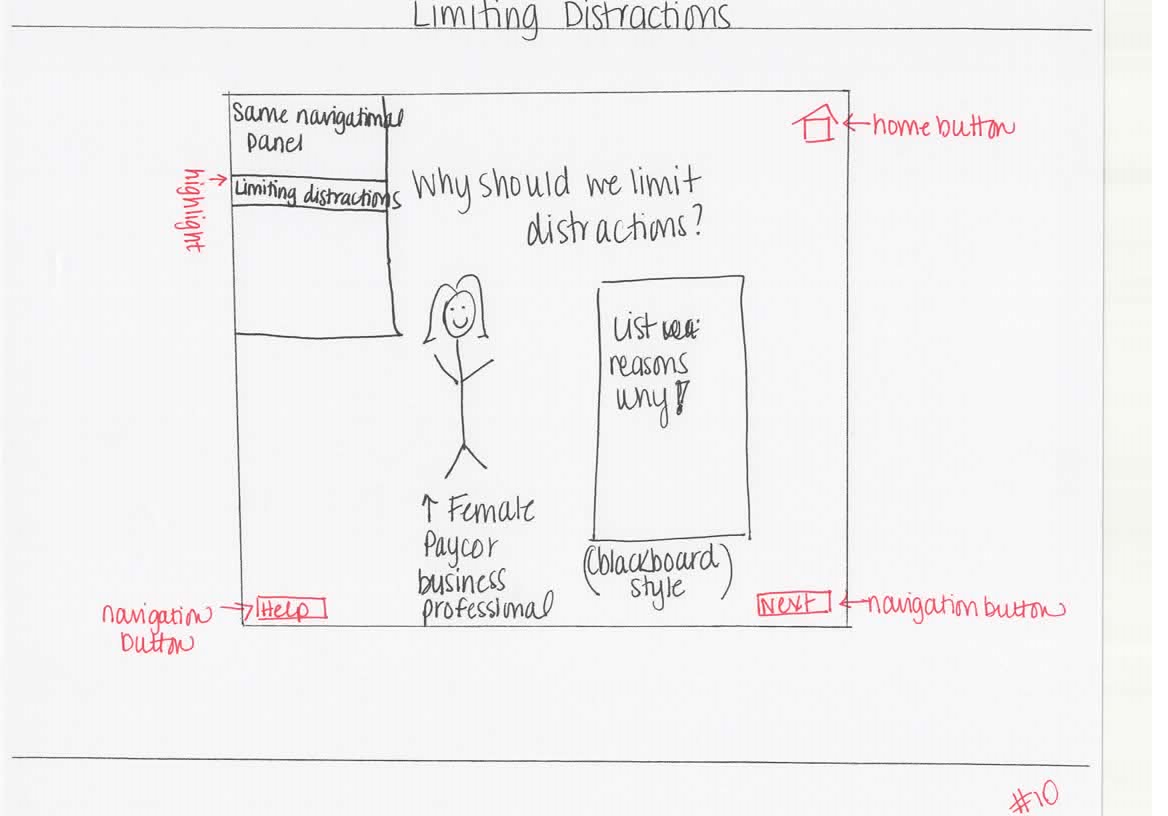 Limiting Distractions
Same navigational
panel
home button
highlight
Limiting distractions
Why should we limit
distractions?
List
reasons
why!
↑ Female
Paycor
business
professional
(blackboard
style)
navigation
button
Help
Next
navigation button
#10